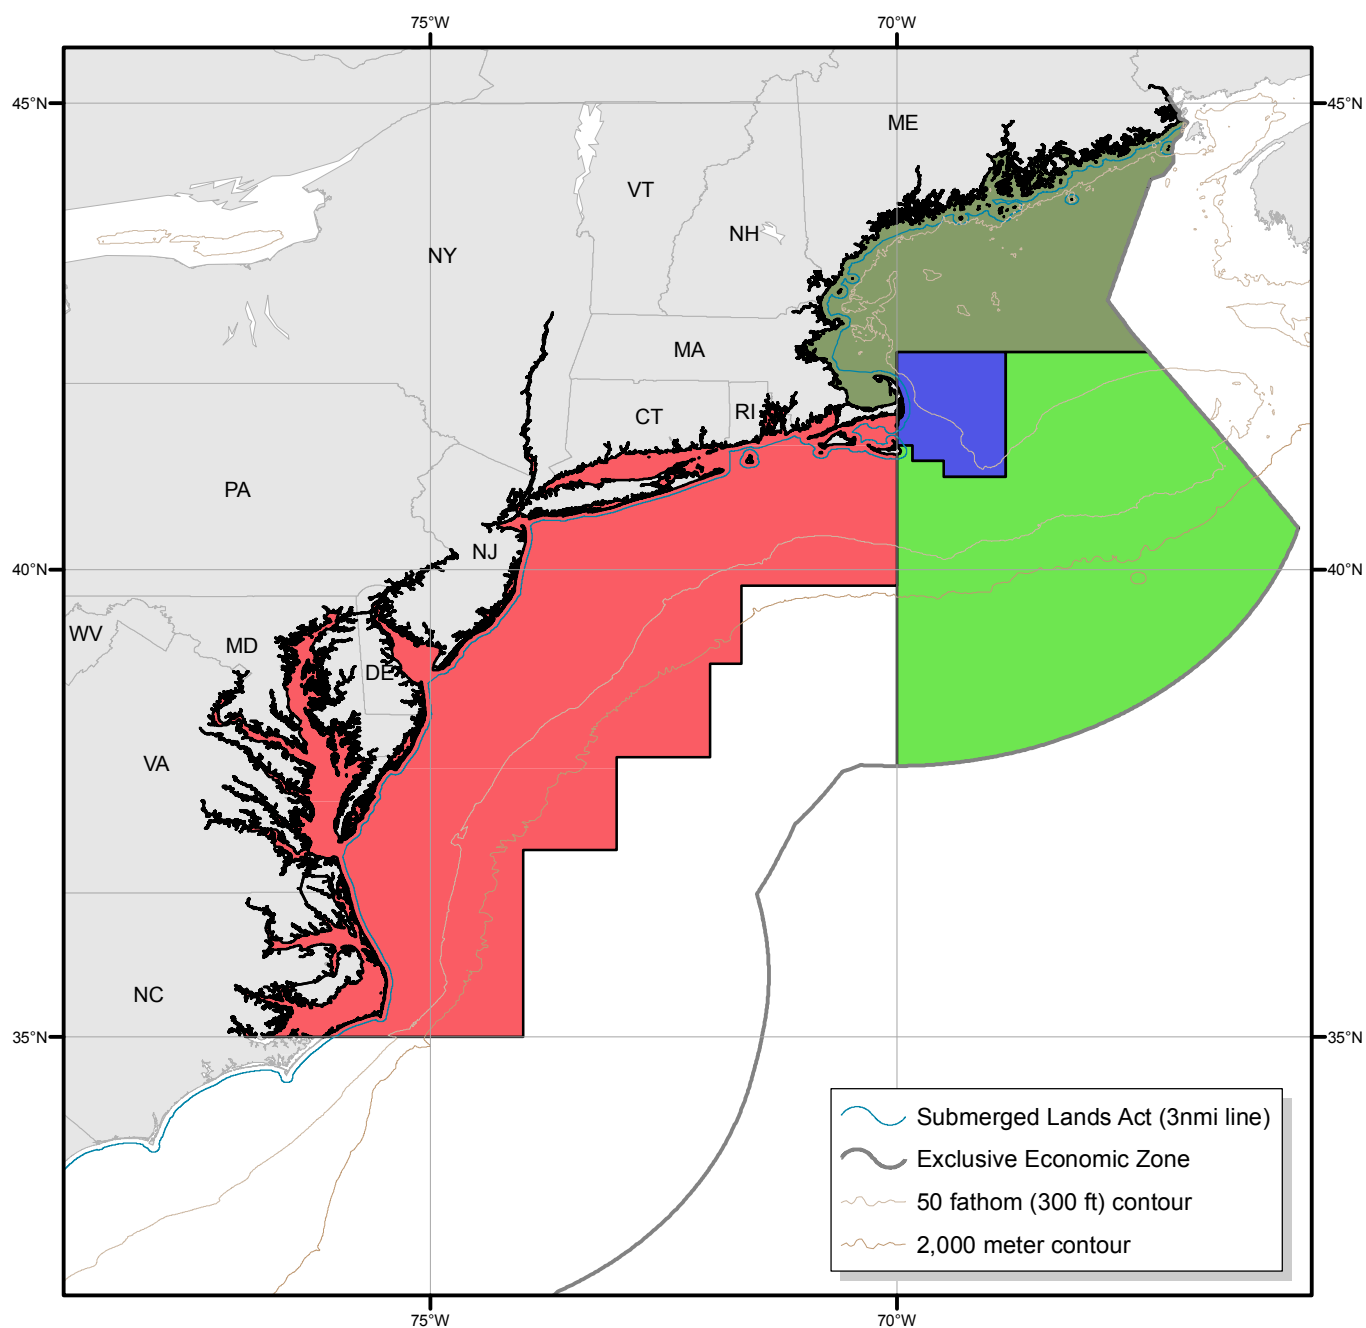 75°W 70°W
45°N 45°N
ME
VT
NH
NY
MA
CT RI
PA
NJ
40°N 40°N
WV
MD
DE
VA
NC
35°N 35°N
Submerged Lands Act (3nmi line)
Exclusive Economic Zone
50 fathom (300 ft) contour
2,000 meter contour
75°W 70°W